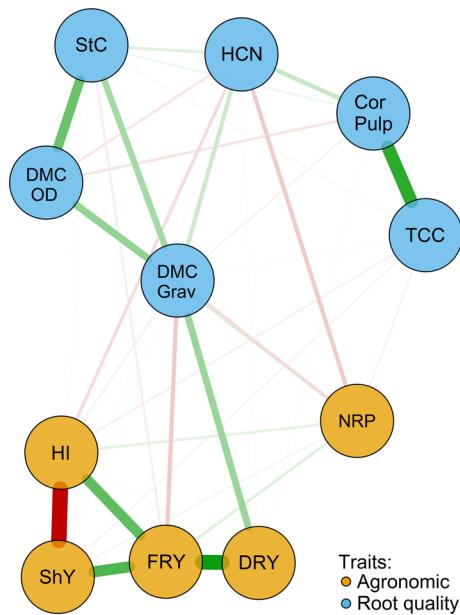 StC
HCN
Cor
Pulp
DMC
OD
TCC
DMC
Grav
NRP
HI
ShY
FRY
DRY
Traits:
Agronomic
Root quality